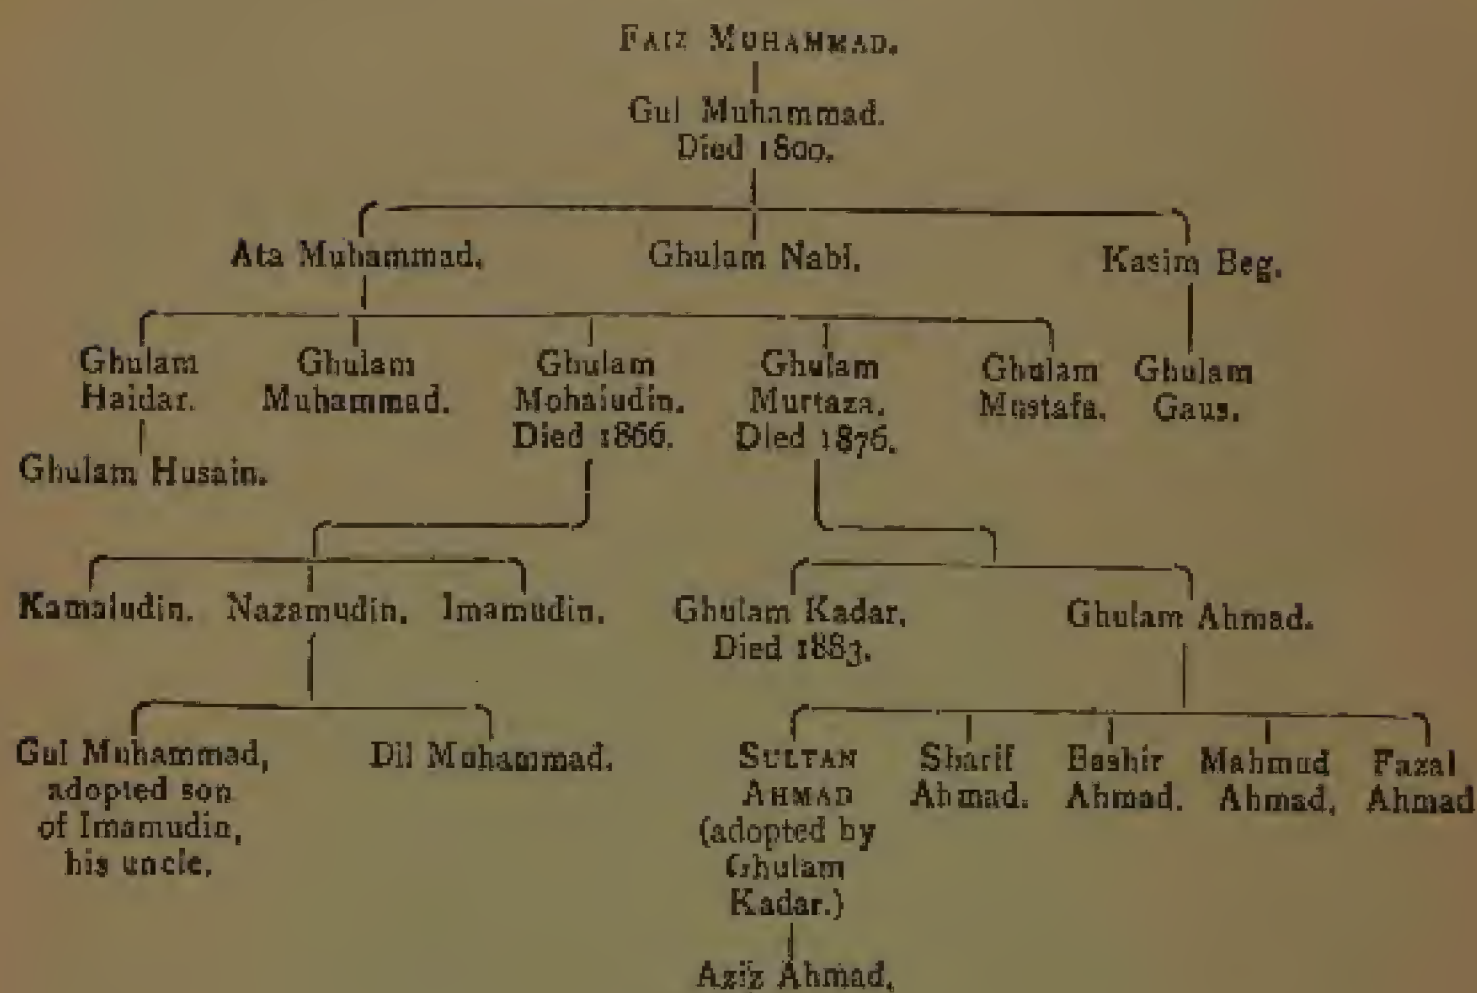 FAIZ MUHAMMAD.
Gul Muhammad.
Died 1800.
Ata Muhammad.
Ghulam Nabi.
Kasim Beg.
Ghulam
Haidar.
Ghulam
Muhammad.
Ghulam
Mohaiudin.
Died 1866.
Ghulam
Murtaza.
Died 1876.
Ghulam
Mustafa.
Ghulam
Gaus.
Ghulam Husain.
Kamaludin.
Nazamudin.
Imamudin.
Ghulam Kadar.
Died 1883.
Ghulam Ahmad.
Gul Muhammad,
adopted son
of Imamudin,
his uncle.
Dil Mohammad.
SULTAN
AHMAD
(adopted by
Ghulam
Kadar.)
Sharif
Ahmad.
Bashir
Ahmad.
Mahmud
Ahmad.
Fazal
Ahmad
Aziz Ahmad.